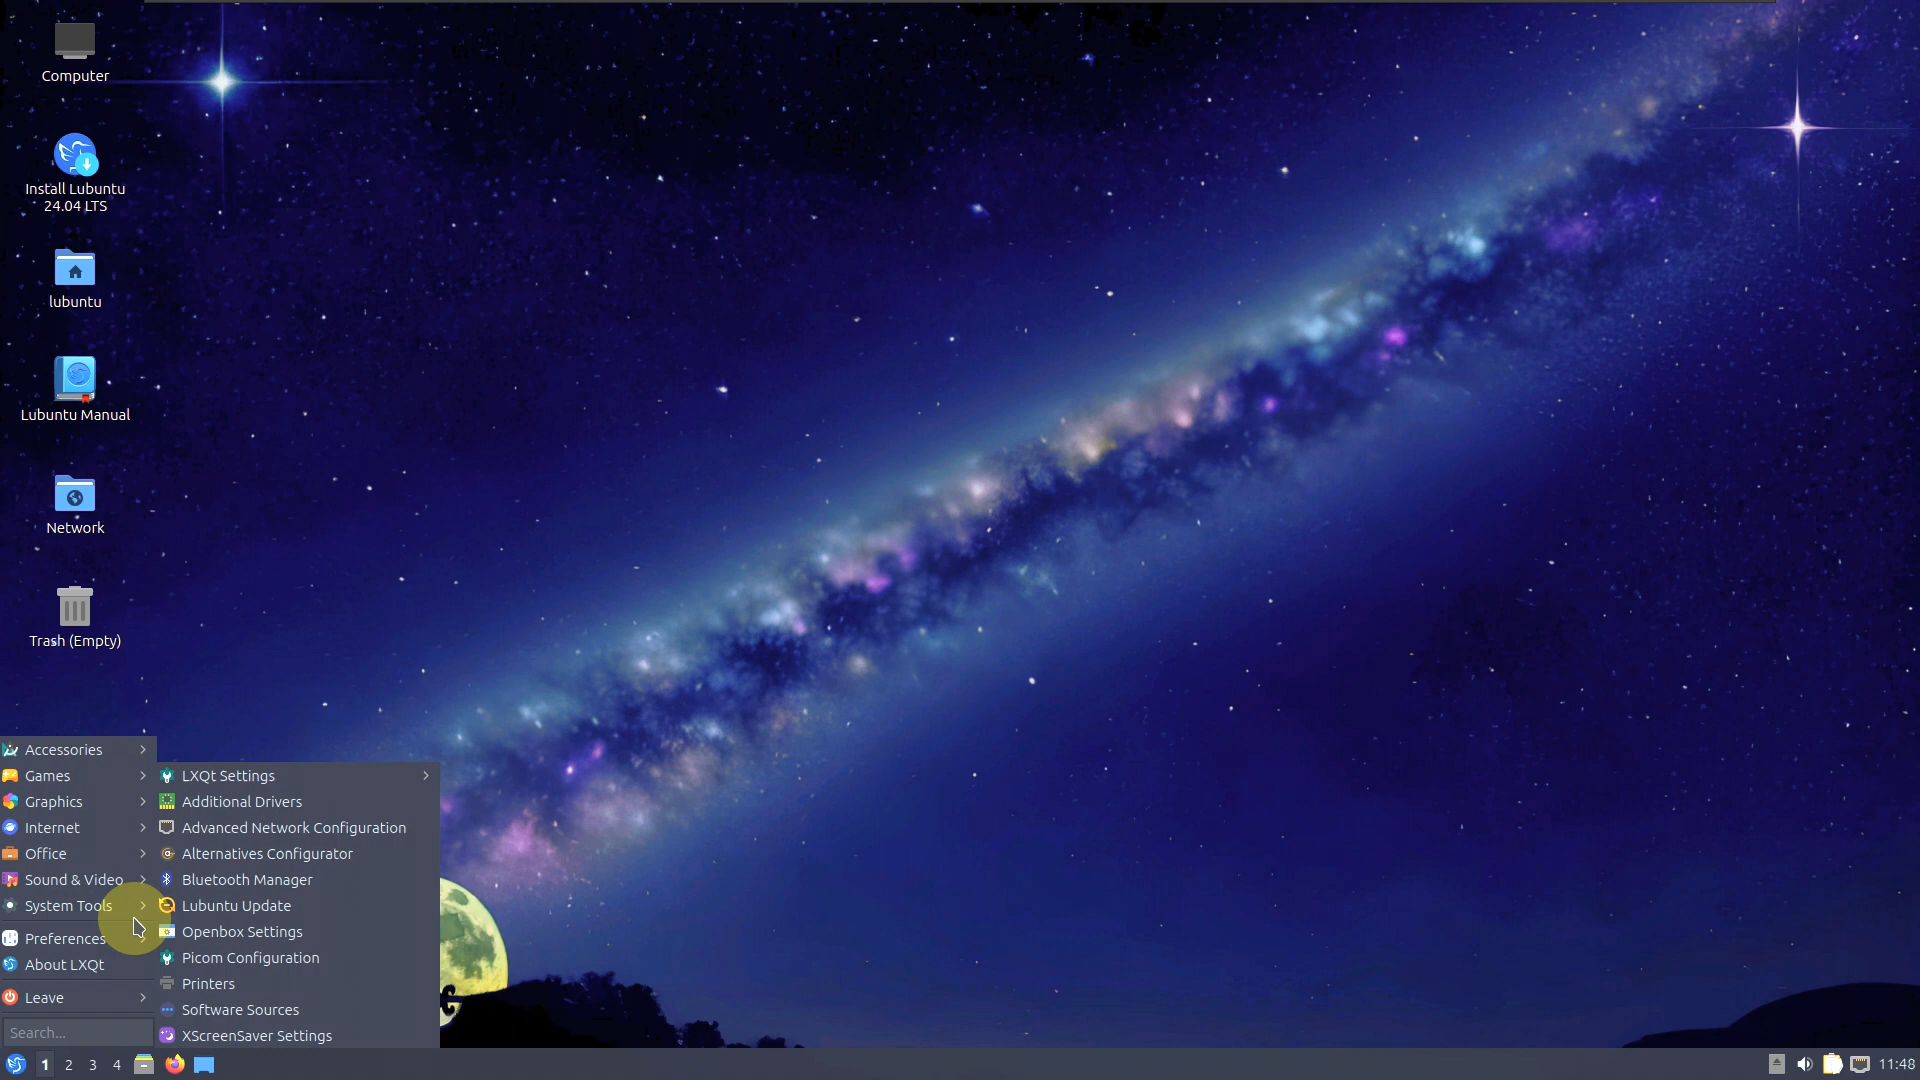 Computer
Install Lubuntu
24.04 LTS
lubuntu
Lubuntu Manual
Network
Trash (Empty)
Accessories
Games
Graphics
Internet
Office
Sound & Video
System Tools
Preferences
About LXQt
Leave
Search...
LXQt Settings
Additional Drivers
Advanced Network Configuration
Alternatives Configurator
Bluetooth Manager
Lubuntu Update
Openbox Settings
Picom Configuration
Printers
Software Sources
XScreenSaver Settings
1 2 3 4
11:48